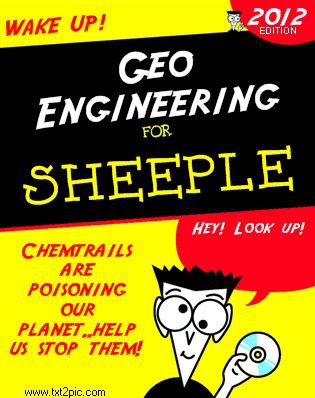 WAKE UP!
2012
EDITION
GEO
ENGINEERING
FOR
SHEEPLE
HEY! LOOK UP!
CHEMTRAILS
ARE
POISONING
OUR
PLANET,,HELP
US STOP THEM!
www.txt2pic.com